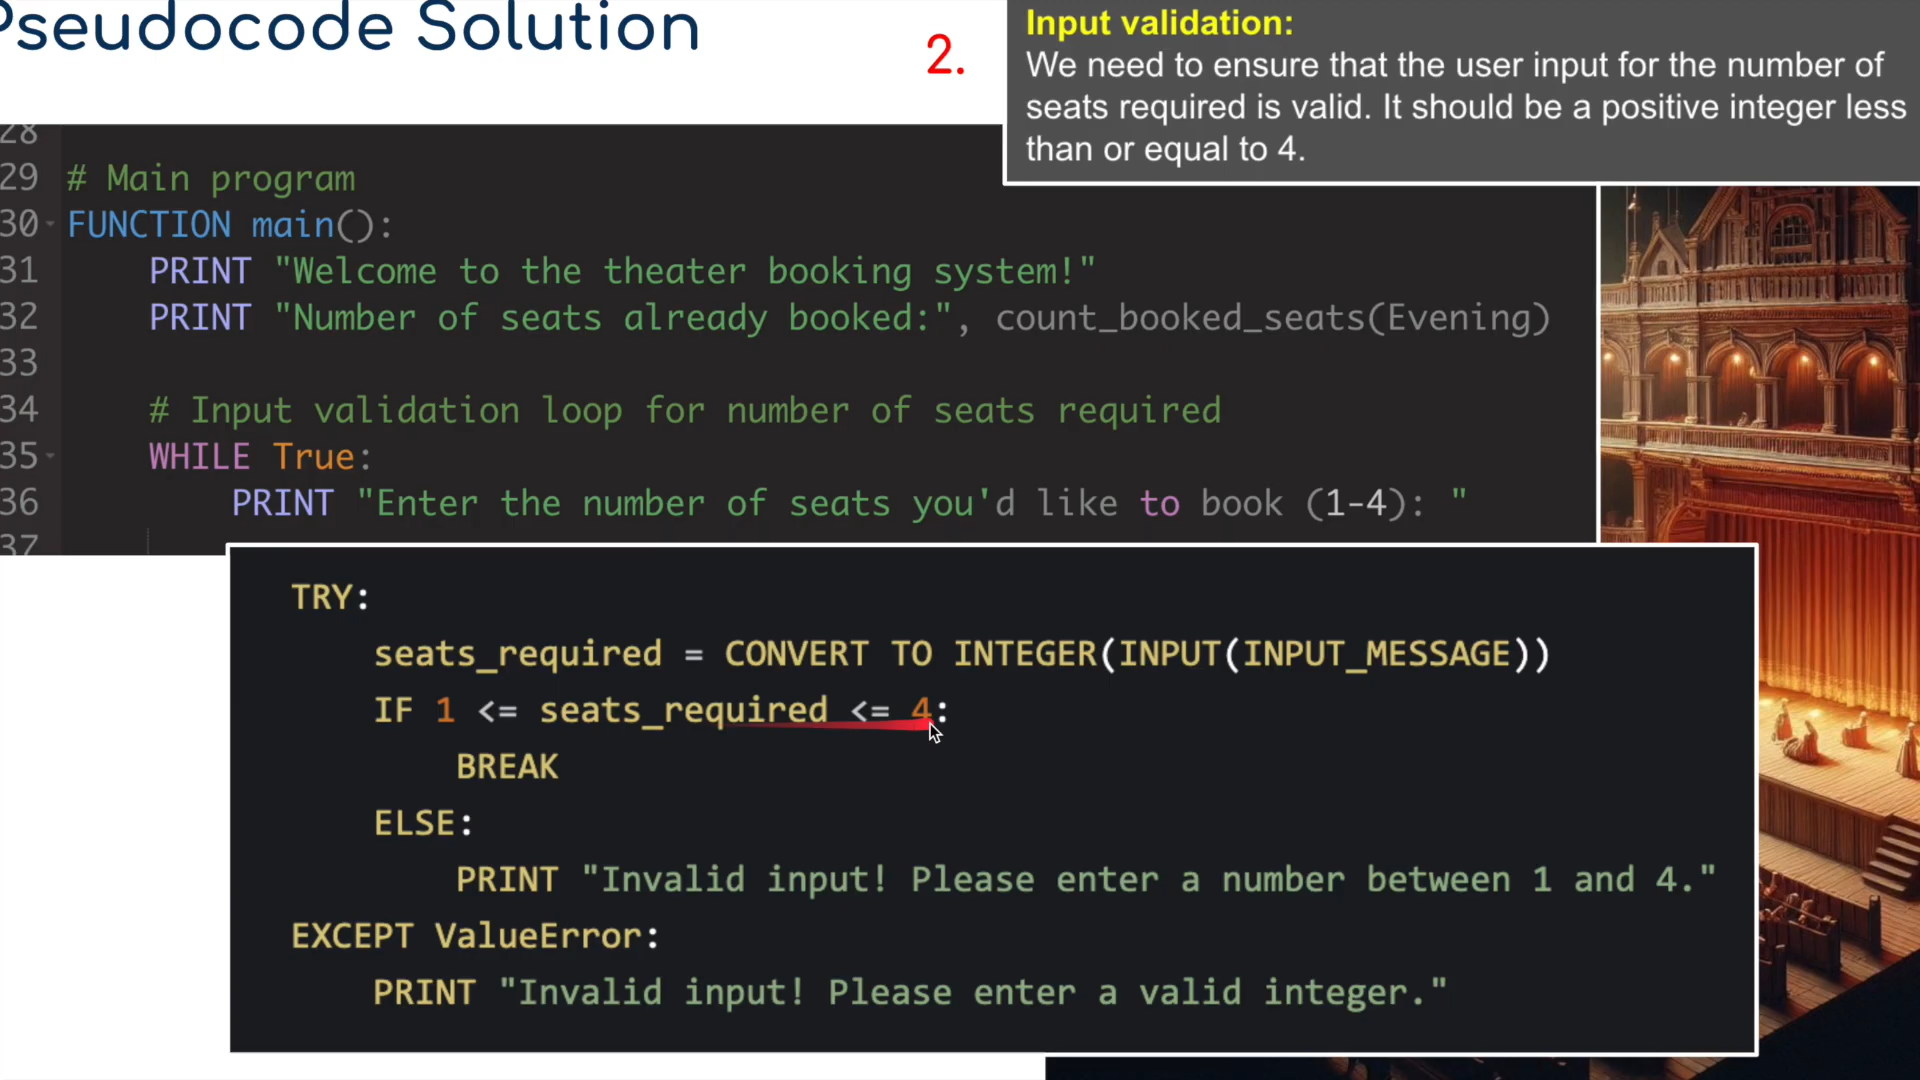 Pseudocode Solution
2.
Input validation:
We need to ensure that the user input for the number of
seats required is valid. It should be a positive integer less
than or equal to 4.
28
29 # Main program
30 FUNCTION main():
31 PRINT "Welcome to the theater booking system!"
32 PRINT "Number of seats already booked:", count_booked_seats(Evening)
33
34 # Input validation loop for number of seats required
35 WHILE True:
36 PRINT "Enter the number of seats you'd like to book (1-4): "
37
TRY:
seats_required = CONVERT TO INTEGER(INPUT(INPUT_MESSAGE))
IF 1 <= seats_required <= 4:
BREAK
ELSE:
PRINT "Invalid input! Please enter a number between 1 and 4."
EXCEPT ValueError:
PRINT "Invalid input! Please enter a valid integer."